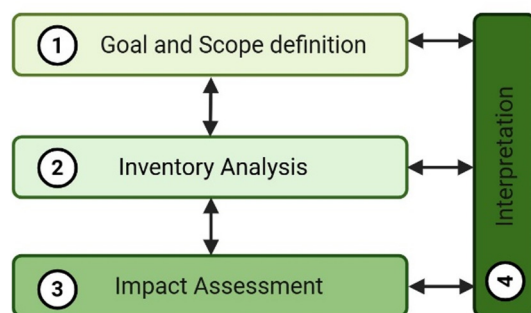 1 Goal and Scope definition
2 Inventory Analysis
3 Impact Assessment
4 Interpretation